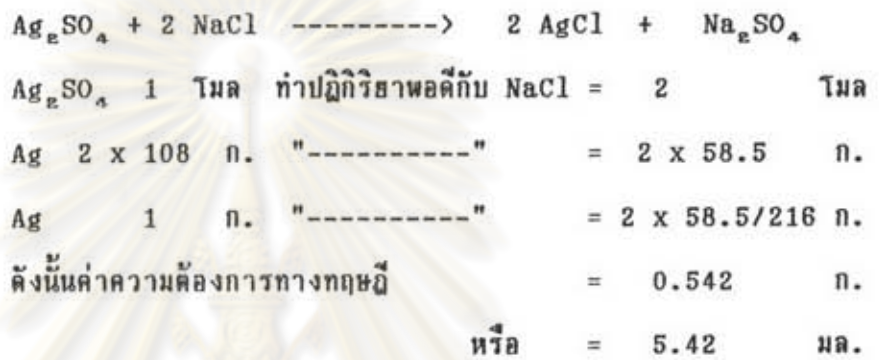 Ag₂SO₄ + 2 NaCl ---------> 2 AgCl + Na₂SO₄
Ag₂SO₄ 1 โมล ทำปฏิกิริยาพอดีกับ NaCl = 2 โมล
Ag 2 x 108 ก. "-----------" = 2 x 58.5 ก.
Ag 1 ก. "-----------" = 2 x 58.5/216 ก.
ดังนั้นค่าความต้องการทางทฤษฎี = 0.542 ก.
หรือ = 5.42 มล.